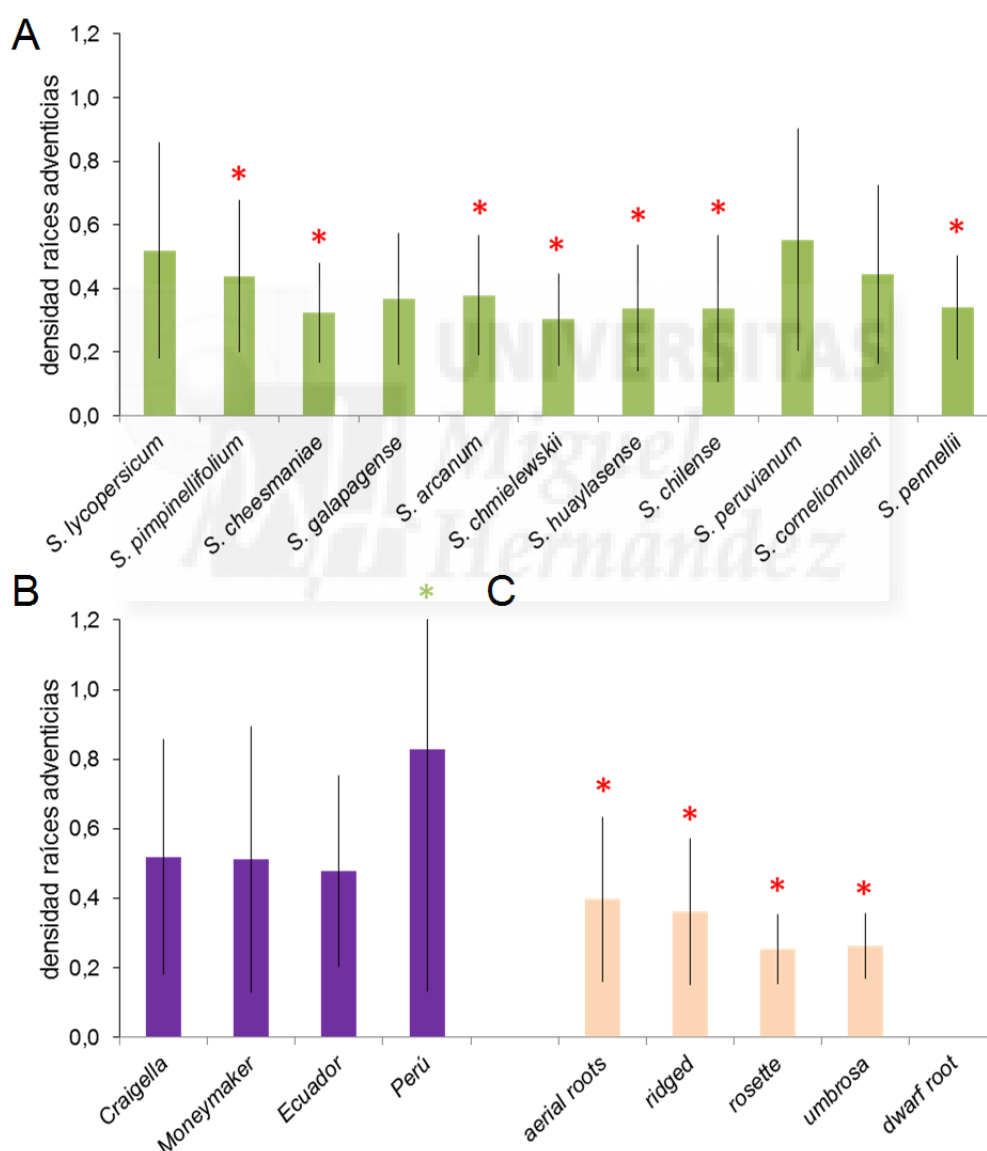 A
densidad raíces adventicias
1,2
1,0
0,8
0,6
0,4
0,2
0,0
* * * * * * *
S. lycopersicum
S. pimpinellifolium
S. cheesmaniae
S. galapagense
S. arcanum
S. chmielewskii
S. huaylasense
S. chilense
S. peruvianum
S. corneliomulleri
S. pennellii
UNIVERSITAS
Miguel
Hernández
B
densidad raíces adventicias
1,2
1,0
0,8
0,6
0,4
0,2
0,0
*
Craigella
Moneymaker
Ecuador
Perú
C
* * * *
aerial roots
ridged
rosette
umbrosa
dwarf root